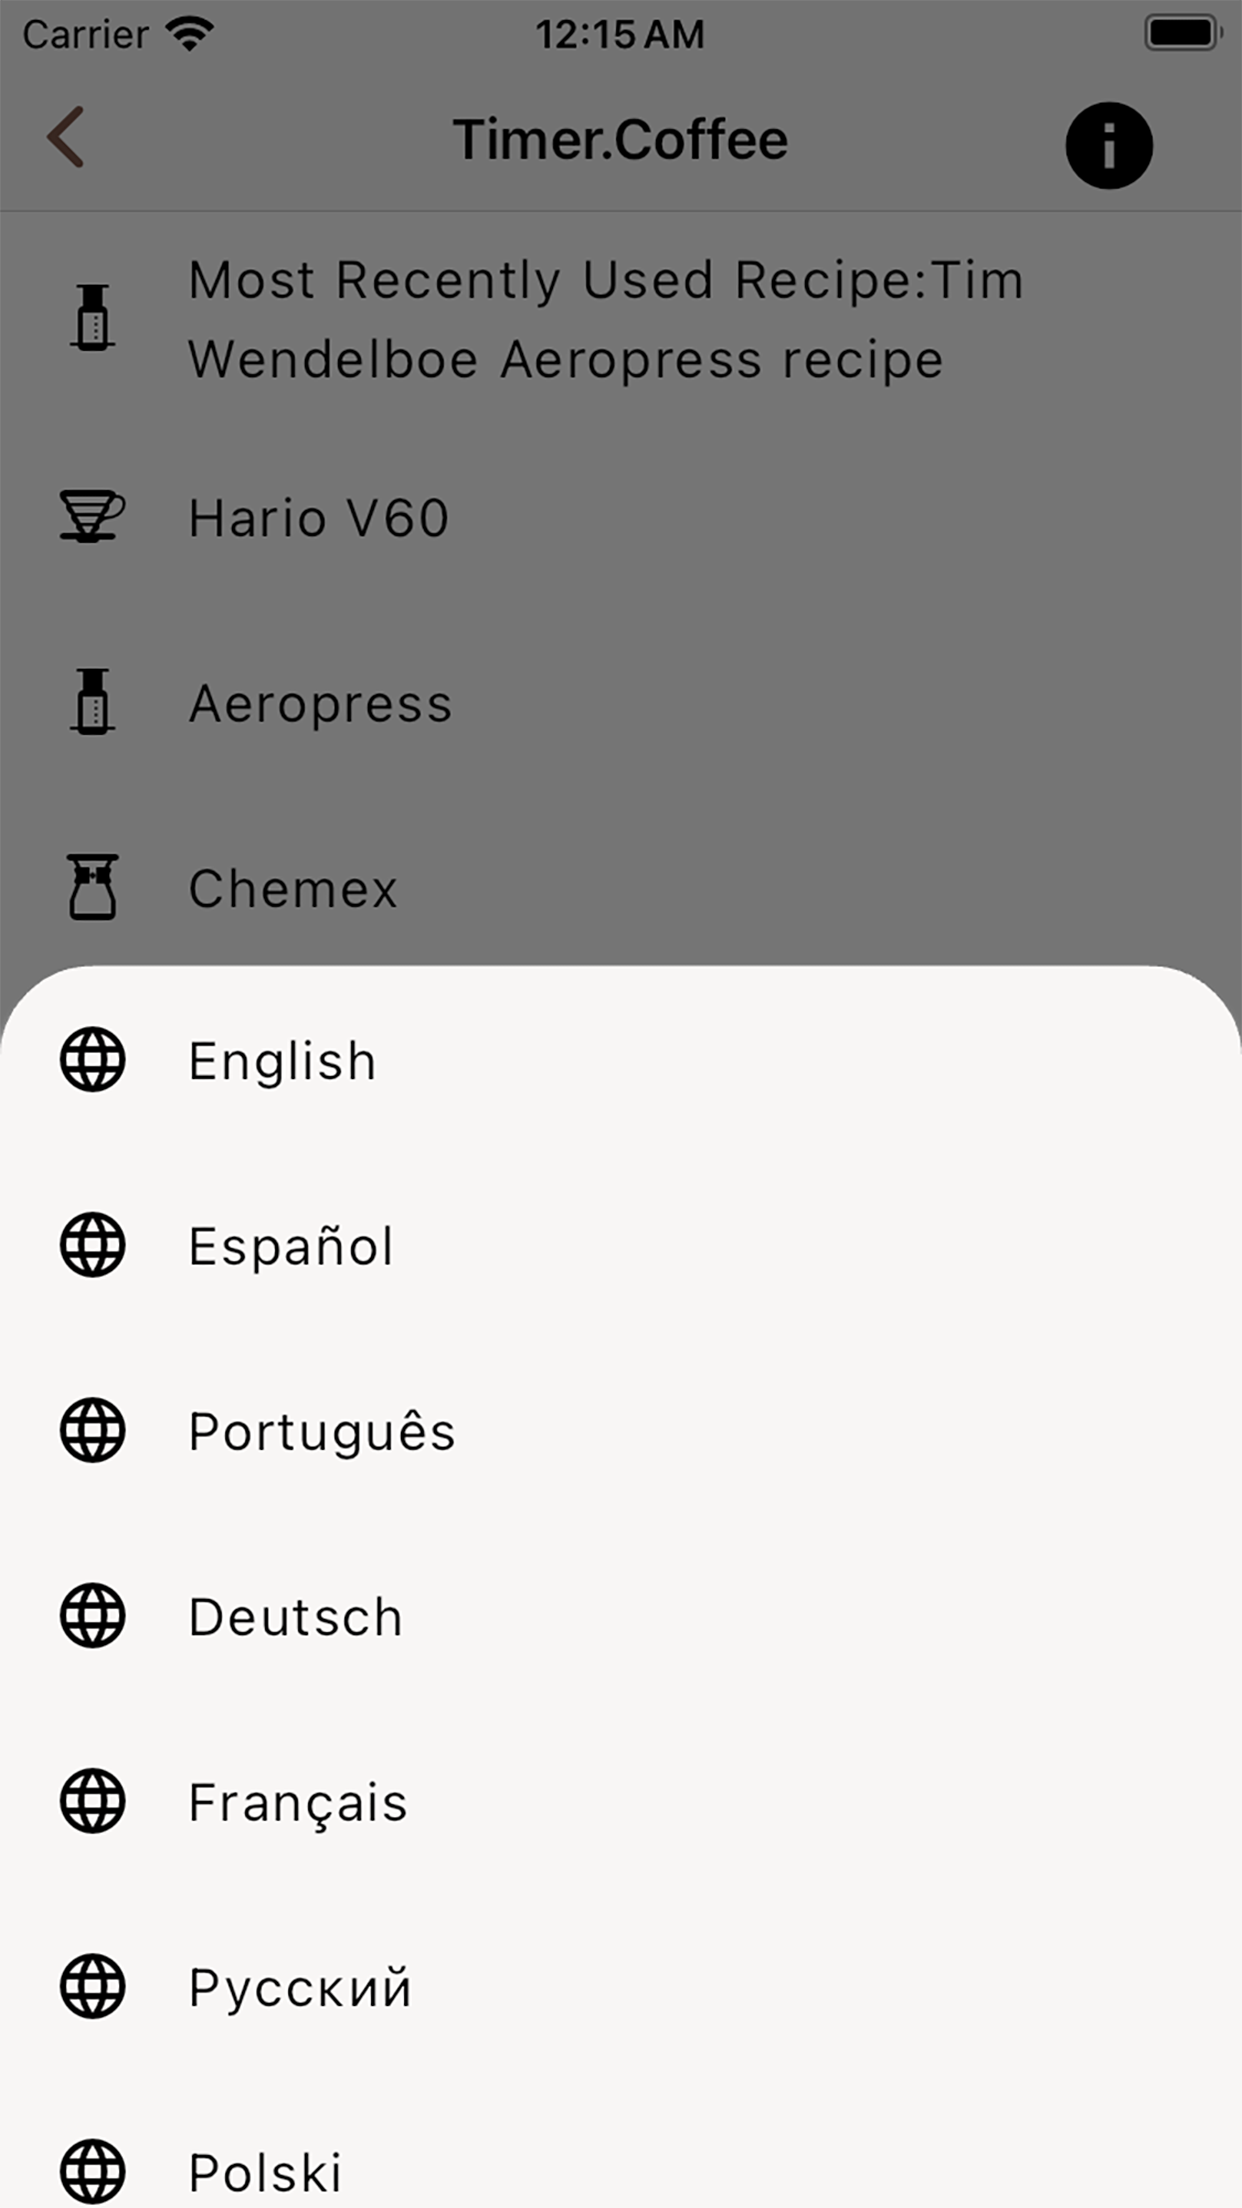 Carrier 12:15 AM
Timer.Coffee
Most Recently Used Recipe:Tim
Wendelboe Aeropress recipe
Hario V60
Aeropress
Chemex
English
Español
Português
Deutsch
Français
Русский
Polski